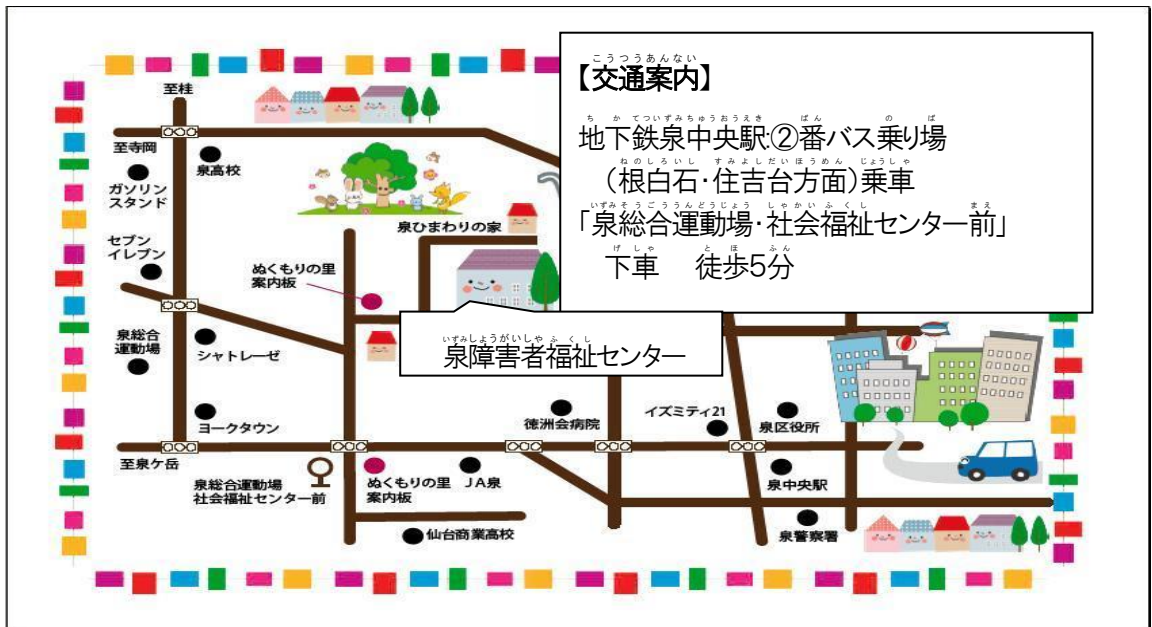 【交通案内】
地下鉄泉中央駅:②番バス乗り場
(根白石・住吉台方面)乗車
「泉総合運動場・社会福祉センター前」
下車 徒歩5分
至桂
至寺岡
泉高校
ガソリン
スタンド
泉ひまわりの家
セブン
イレブン
ぬくもりの里
案内板
泉総合
運動場
シャトレーゼ
泉障害者福祉センター
ヨークタウン
徳洲会病院
イズミティ21
泉区役所
至泉ケ岳
泉総合運動場
社会福祉センター前
ぬくもりの里
案内板
JA泉
泉中央駅
仙台商業高校
泉警察署